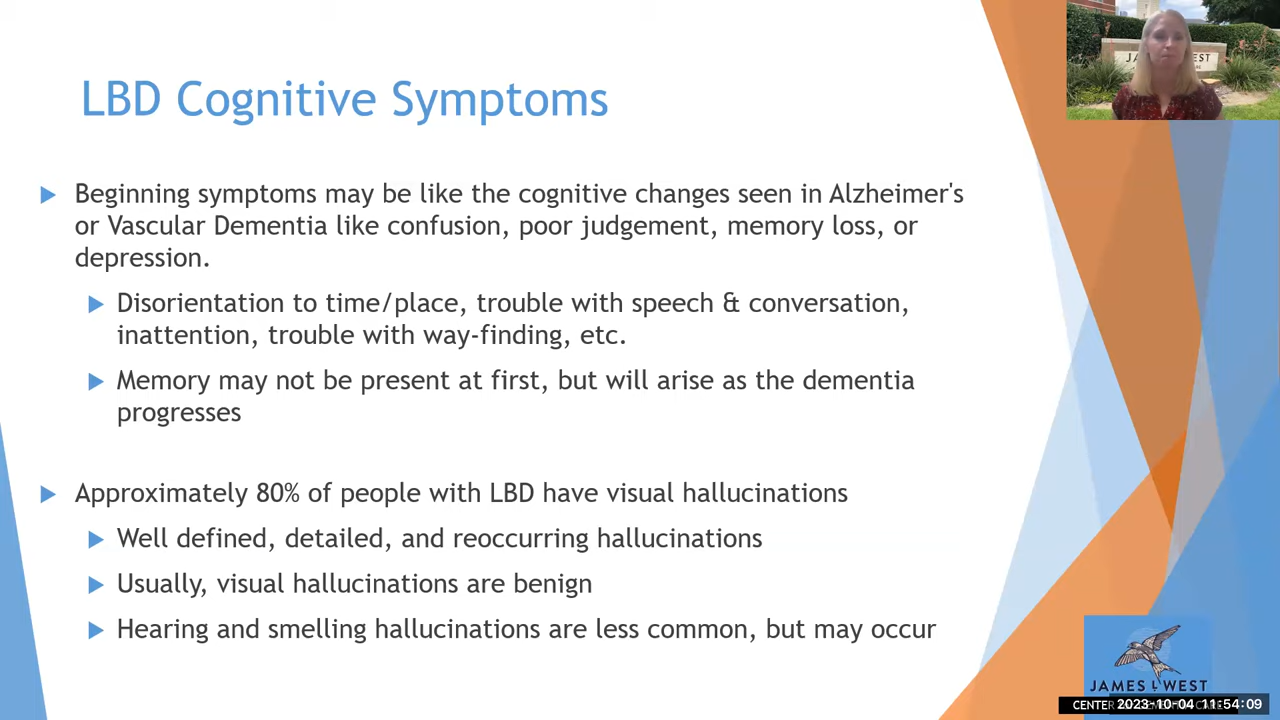 LBD Cognitive Symptoms
Beginning symptoms may be like the cognitive changes seen in Alzheimer's
or Vascular Dementia like confusion, poor judgement, memory loss, or
depression.
Disorientation to time/place, trouble with speech & conversation,
inattention, trouble with way-finding, etc.
Memory may not be present at first, but will arise as the dementia
progresses
Approximately 80% of people with LBD have visual hallucinations
Well defined, detailed, and reoccurring hallucinations
Usually, visual hallucinations are benign
Hearing and smelling hallucinations are less common, but may occur
JAMES L WEST
CENTER
2023-10-04 11:54:09